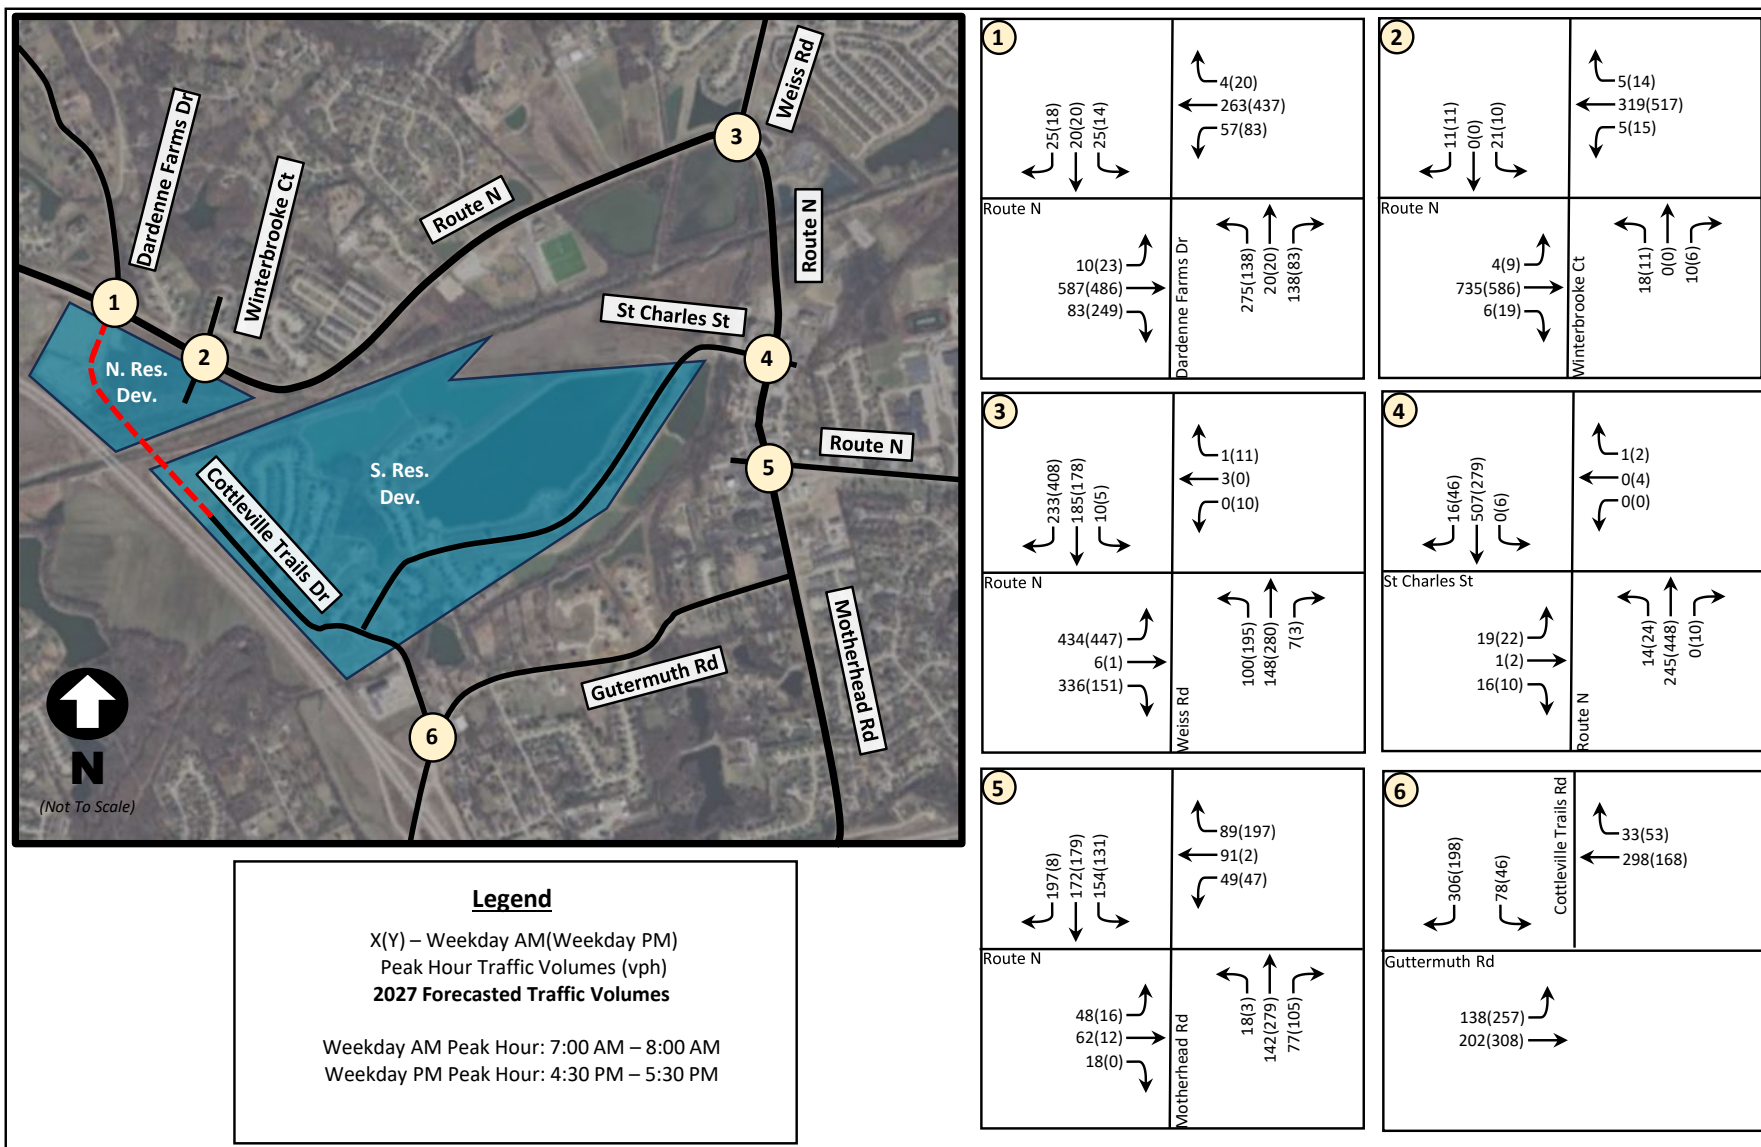 Weiss Rd
Dardenne Farms Dr
Winterbrooke Ct
Route N
Route N
St Charles St
Route N
Cottleville Trails Dr
Gutermuth Rd
Motherhead Rd
N. Res.
Dev.
S. Res.
Dev.
1
2
3
4
5
6
N
(Not To Scale)
Legend
X(Y) – Weekday AM(Weekday PM)
Peak Hour Traffic Volumes (vph)
2027 Forecasted Traffic Volumes
Weekday AM Peak Hour: 7:00 AM – 8:00 AM
Weekday PM Peak Hour: 4:30 PM – 5:30 PM
1
25(18)
20(20)
25(14)
4(20)
263(437)
57(83)
Route N
Dardenne Farms Dr
10(23)
587(486)
83(249)
275(138)
20(20)
138(83)
2
11(11)
0(0)
21(10)
5(14)
319(517)
5(15)
Route N
Winterbrooke Ct
4(9)
735(586)
6(19)
18(11)
0(0)
10(6)
3
233(408)
185(178)
10(5)
1(11)
3(0)
0(10)
Route N
Weiss Rd
434(447)
6(1)
336(151)
100(195)
148(280)
7(3)
4
16(46)
507(279)
0(6)
1(2)
0(4)
0(0)
St Charles St
Route N
19(22)
1(2)
16(10)
14(24)
245(448)
0(10)
5
197(8)
172(179)
154(131)
89(197)
91(2)
49(47)
Route N
Motherhead Rd
48(16)
62(12)
18(0)
18(3)
142(279)
77(105)
6
306(198)
78(46)
Cottleville Trails Rd
33(53)
298(168)
Guttermuth Rd
138(257)
202(308)